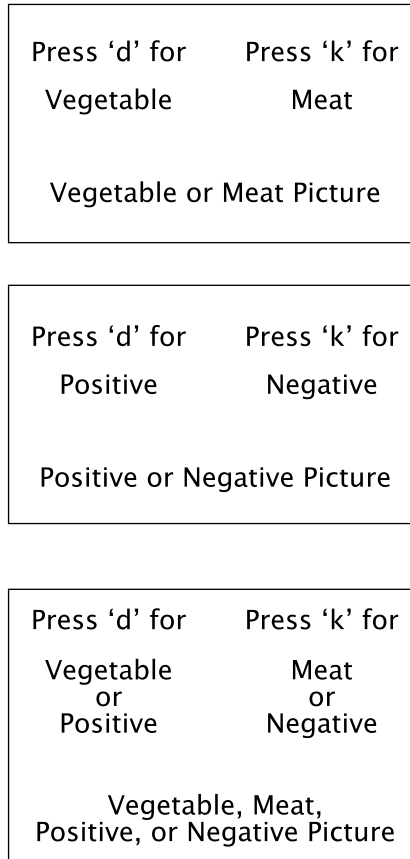 Press ‘d’ for Press ‘k’ for
Vegetable Meat
Vegetable or Meat Picture
Press ‘d’ for Press ‘k’ for
Positive Negative
Positive or Negative Picture
Press ‘d’ for Press ‘k’ for
Vegetable Meat
or or
Positive Negative
Vegetable, Meat,
Positive, or Negative Picture